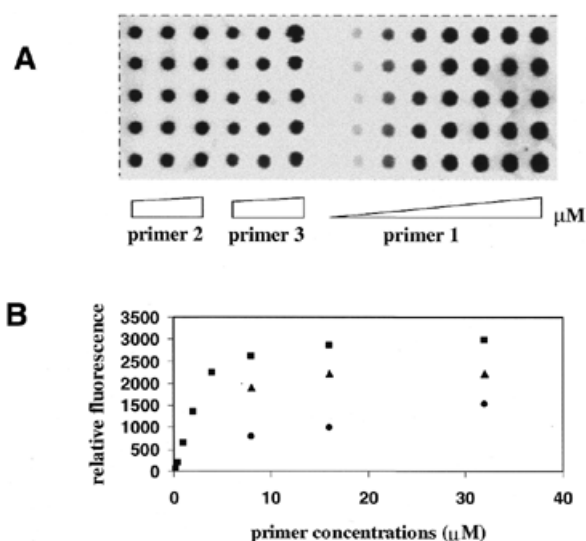 A
μM
primer 2 primer 3 primer 1
B
relative fluorescence
3500
3000
2500
2000
1500
1000
500
0
0 10 20 30 40
primer concentrations (μM)